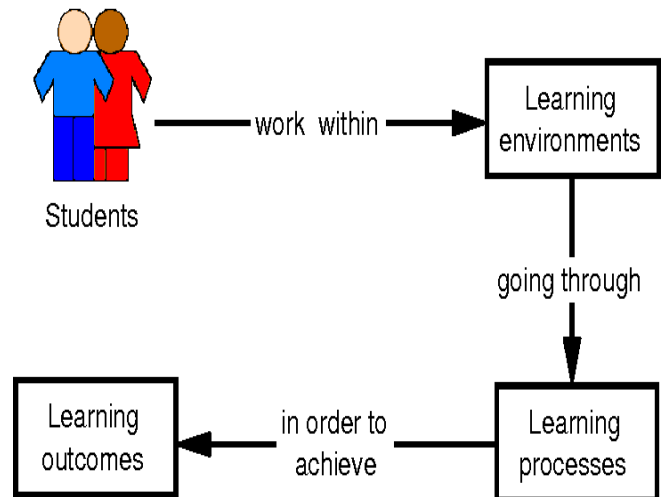 Students
work within
Learning
environments
going through
Learning
processes
in order to
achieve
Learning
outcomes